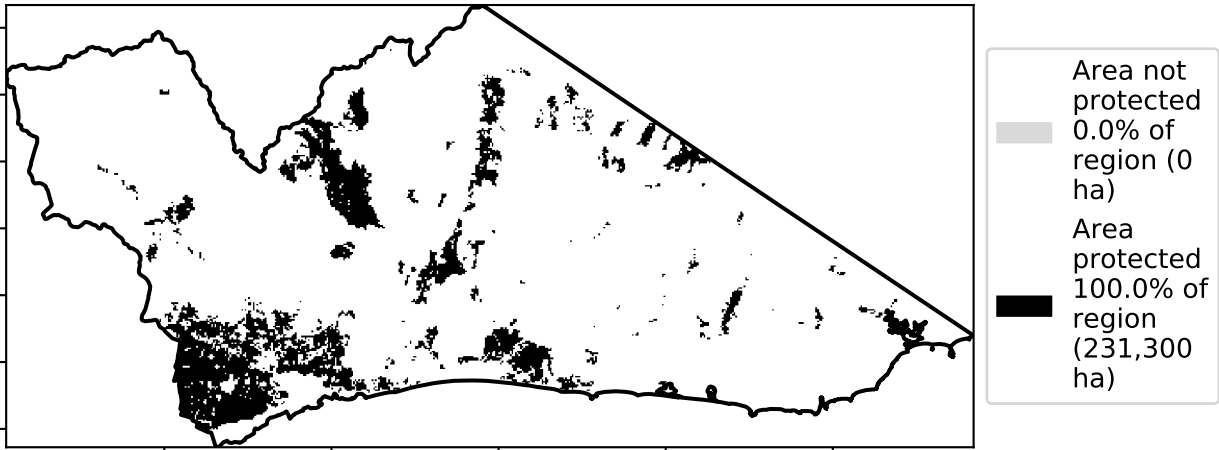 Area not
protected
0.0% of
region (0
ha)
Area
protected
100.0% of
region
(231,300
ha)